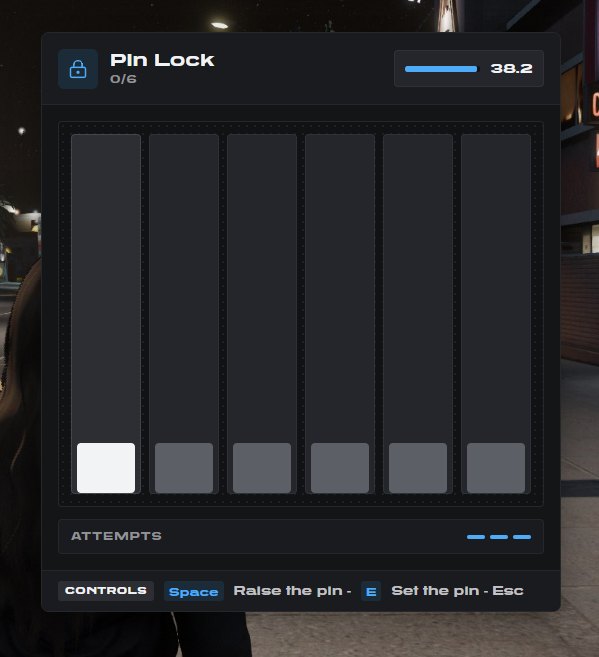 Pin Lock
0/6
38.2
ATTEMPTS
CONTROLS Space Raise the pin - E Set the pin - Esc